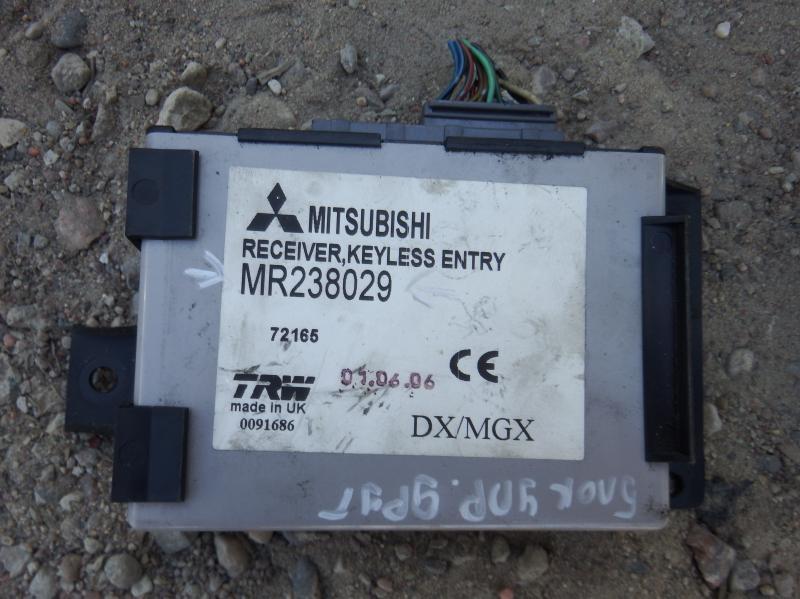 MITSUBISHI
RECEIVER,KEYLESS ENTRY
MR238029
72165
CE
TRW 01.06.06
made in UK
0091686 DX/MGX
блок упр.